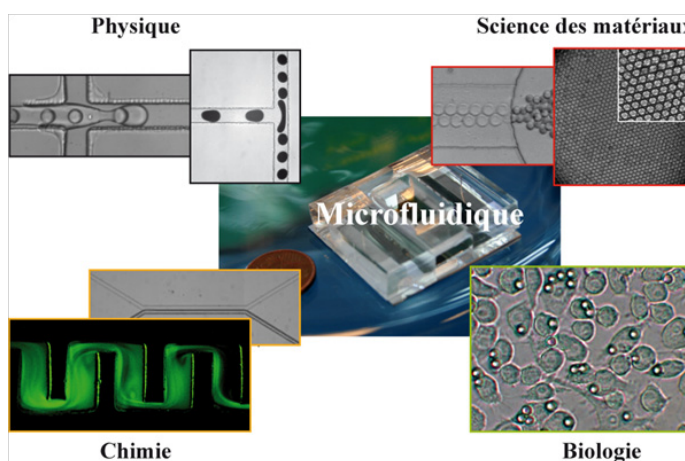 Physique
Science des matériaux
Microfluidique
Chimie
Biologie